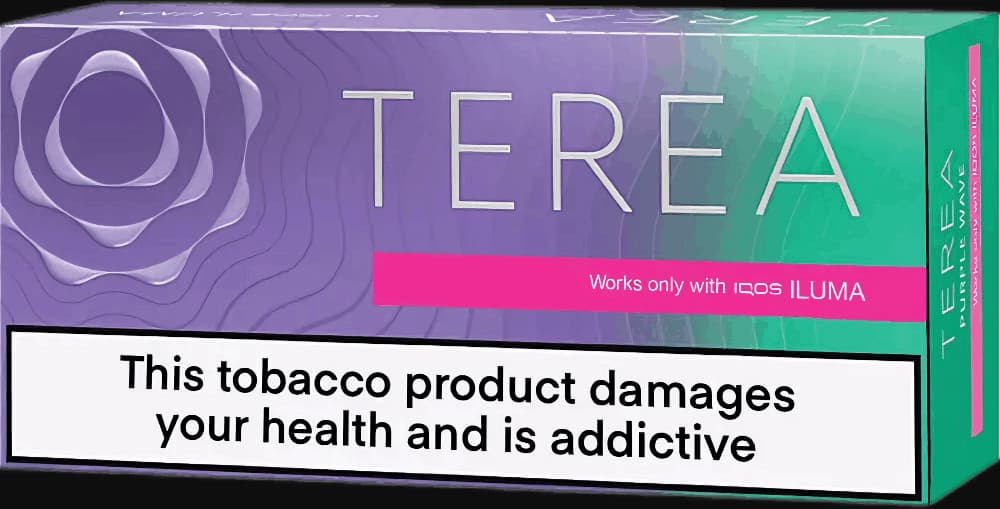 TEREA
Works only with IQOS ILUMA
This tobacco product damages
your health and is addictive
TEREA
PURPLE WAVE
Works only with IQOS ILUMA
TEREA